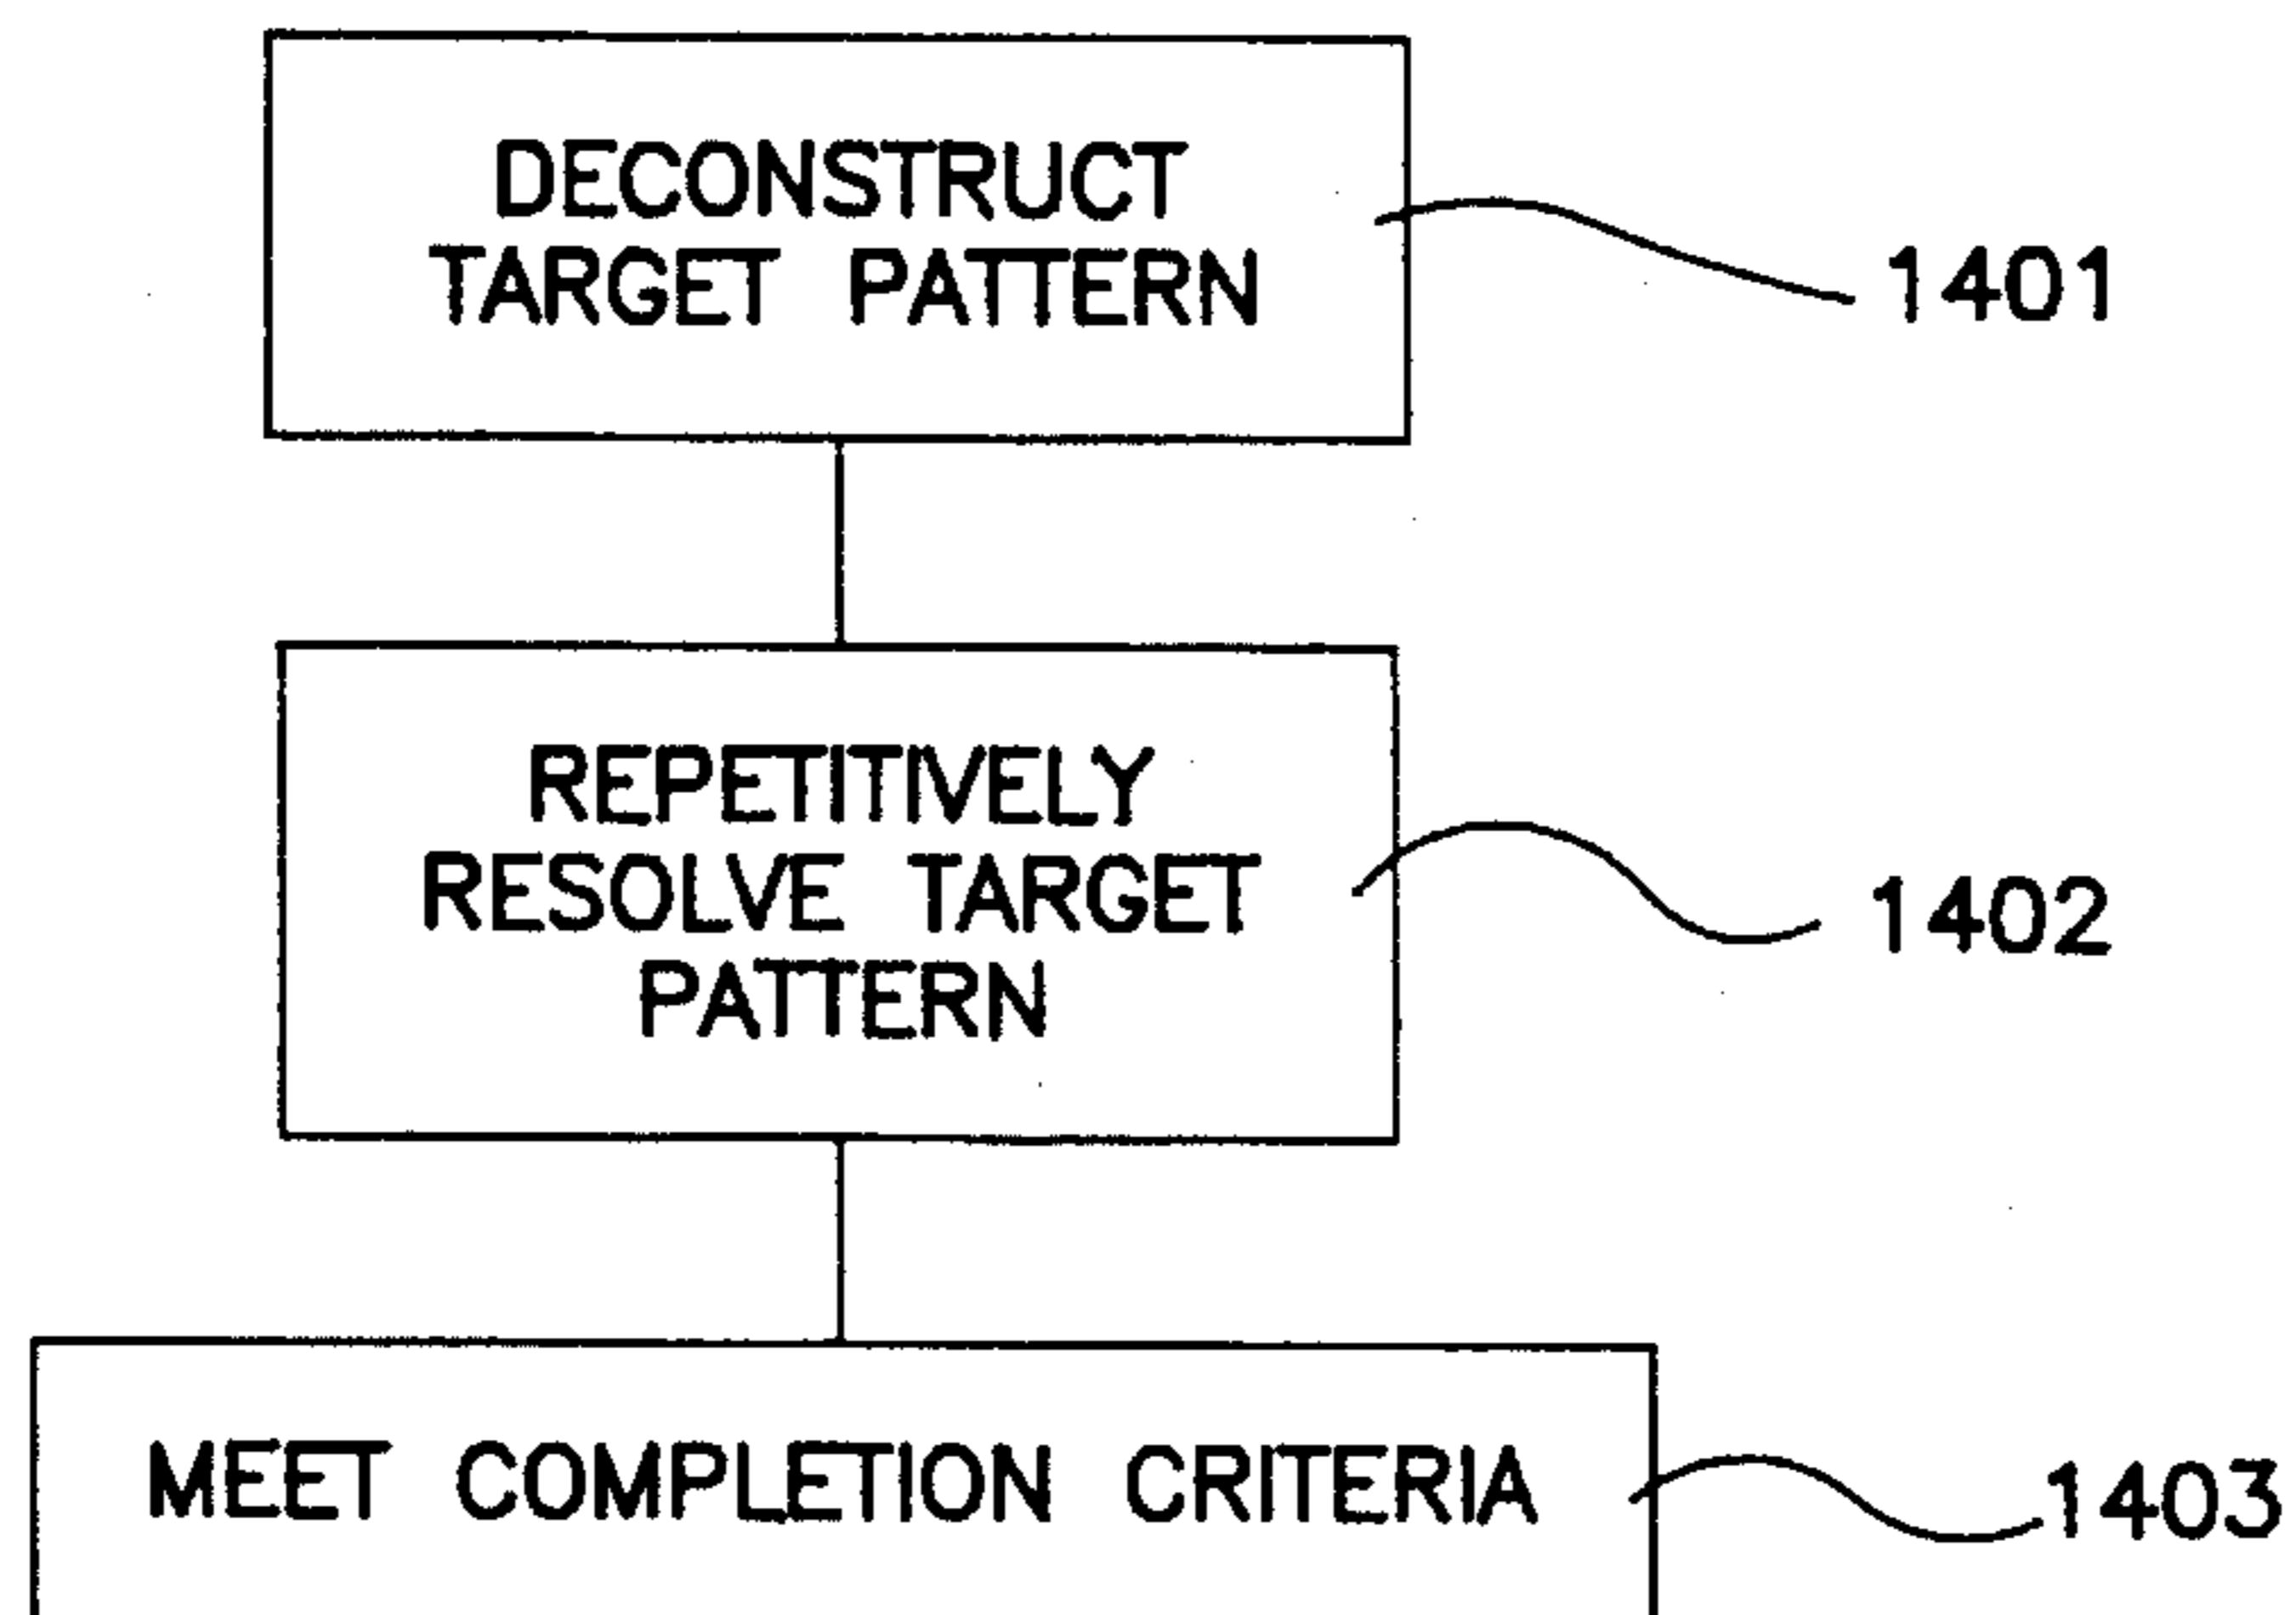 DECONSTRUCT
TARGET PATTERN
1401
REPETITIVELY
RESOLVE TARGET
PATTERN
1402
MEET COMPLETION CRITERIA
1403